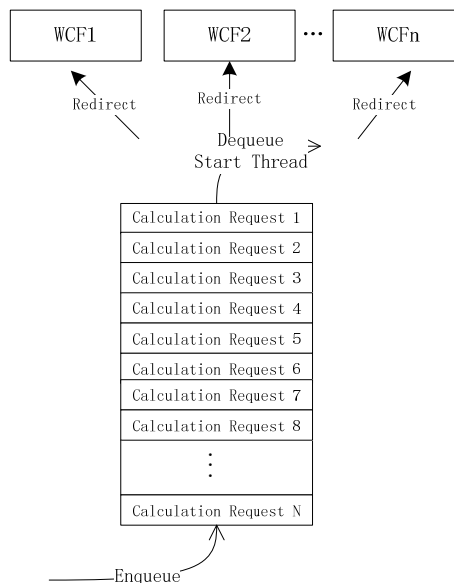 WCF1 WCF2 ... WCFn
Redirect Redirect Redirect
Dequeue
Start Thread
Calculation Request 1
Calculation Request 2
Calculation Request 3
Calculation Request 4
Calculation Request 5
Calculation Request 6
Calculation Request 7
Calculation Request 8
⋮
Calculation Request N
Enqueue